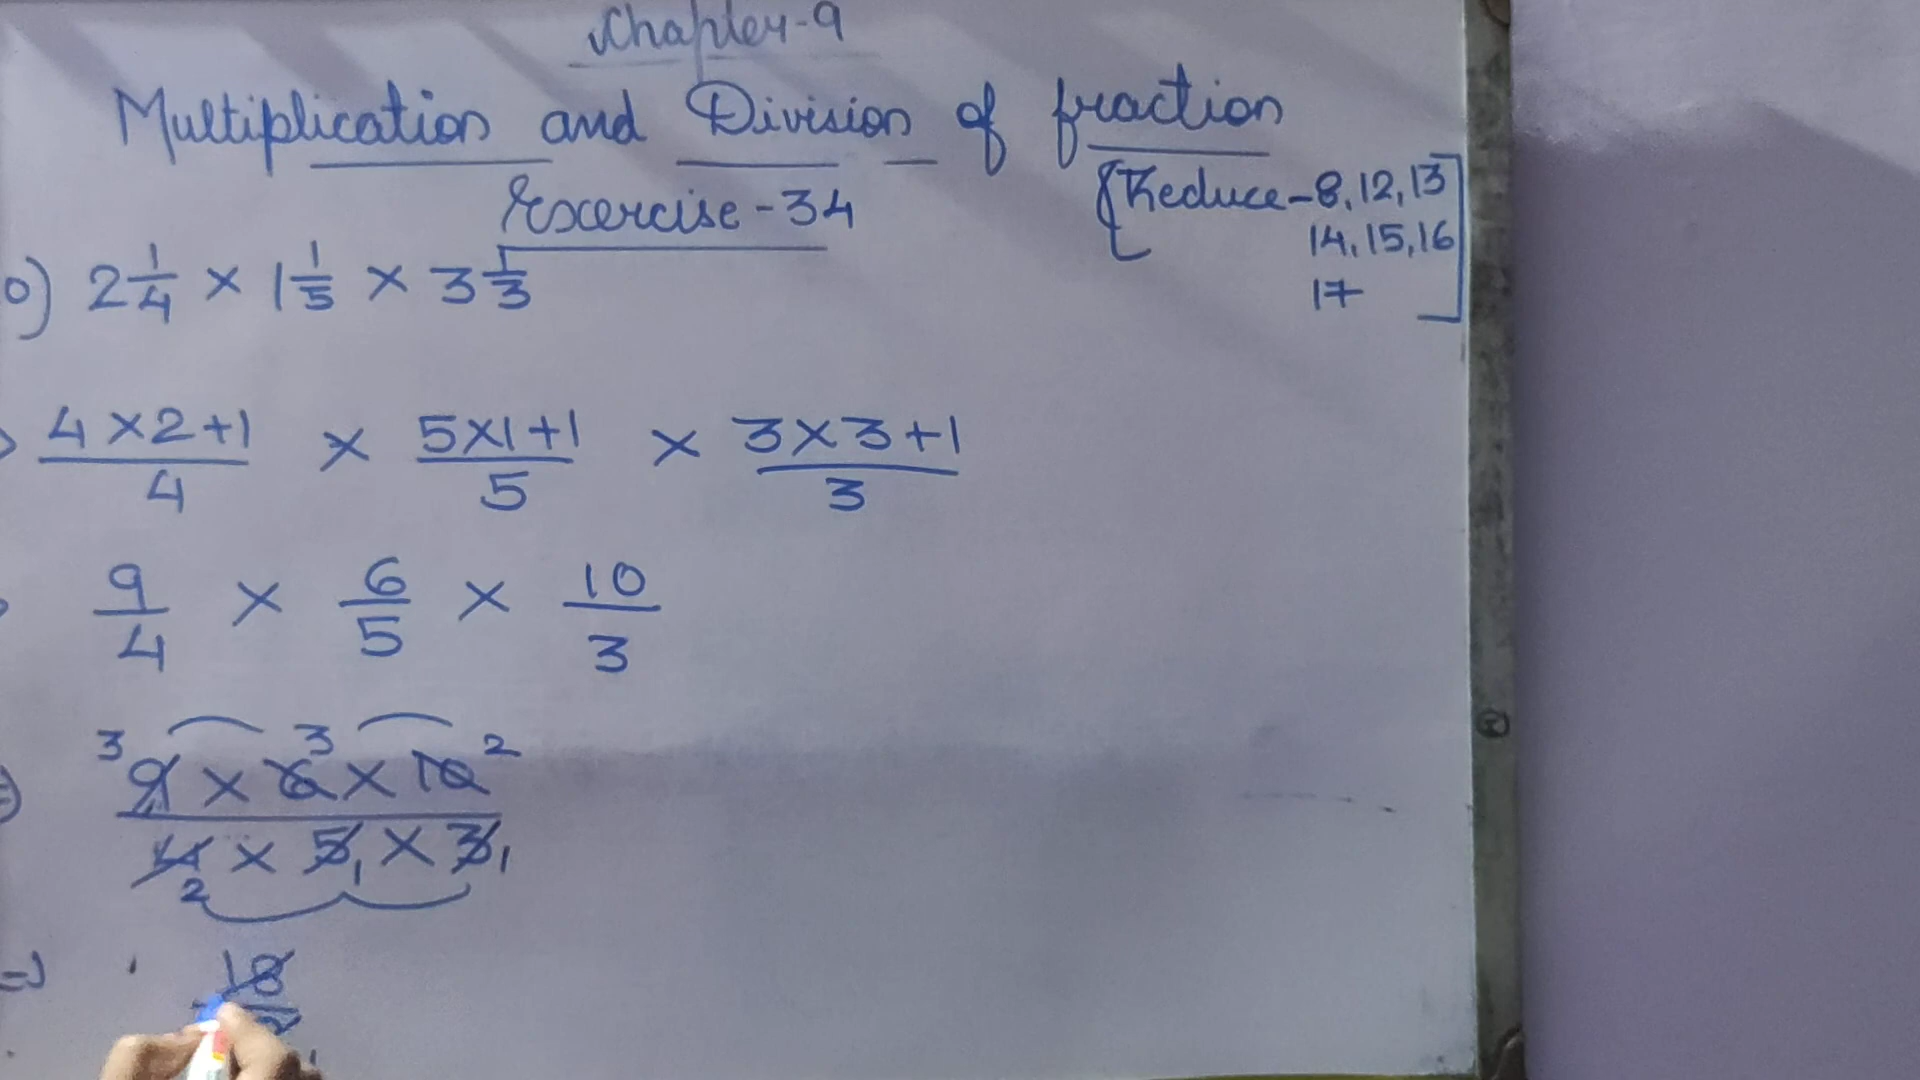 Chapter-9
Multiplication and Division of fraction
Exercise-34
{Reduce-8,12,13
14,15,16
17]
0) 2 1/4 × 1 1/5 × 3 1/3
4×2+1/4 × 5×1+1/5 × 3×3+1/3
9/4 × 6/5 × 10/3
3 3 2
9 × 6 × 10
4 × 5 1 × 3 1
2
=) 18